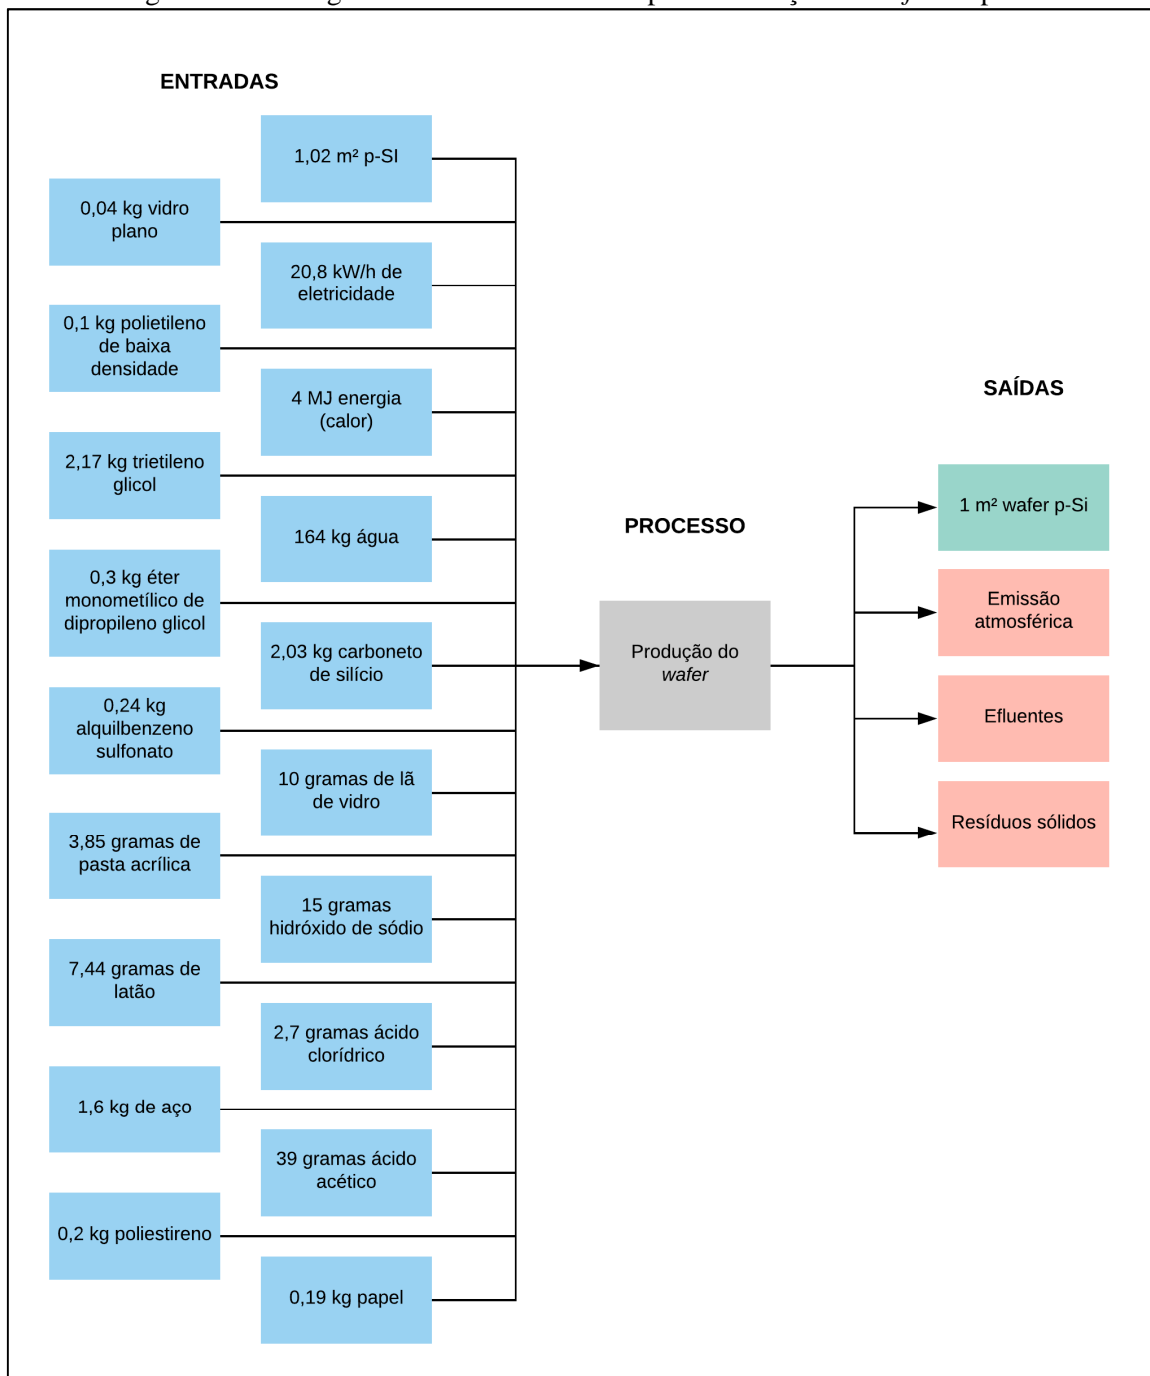 ENTRADAS
1,02 m² p-SI
0,04 kg vidro
plano
20,8 kW/h de
eletricidade
0,1 kg polietileno
de baixa
densidade
4 MJ energia
(calor)
2,17 kg trietileno
glicol
164 kg água
0,3 kg éter
monometílico de
dipropileno glicol
2,03 kg carboneto
de silício
0,24 kg
alquilbenzeno
sulfonato
10 gramas de lã
de vidro
3,85 gramas de
pasta acrílica
15 gramas
hidróxido de sódio
7,44 gramas de
latão
2,7 gramas ácido
clorídrico
1,6 kg de aço
39 gramas ácido
acético
0,2 kg poliestireno
0,19 kg papel
PROCESSO
Produção do
wafer
SAÍDAS
1 m² wafer p-Si
Emissão
atmosférica
Efluentes
Resíduos sólidos